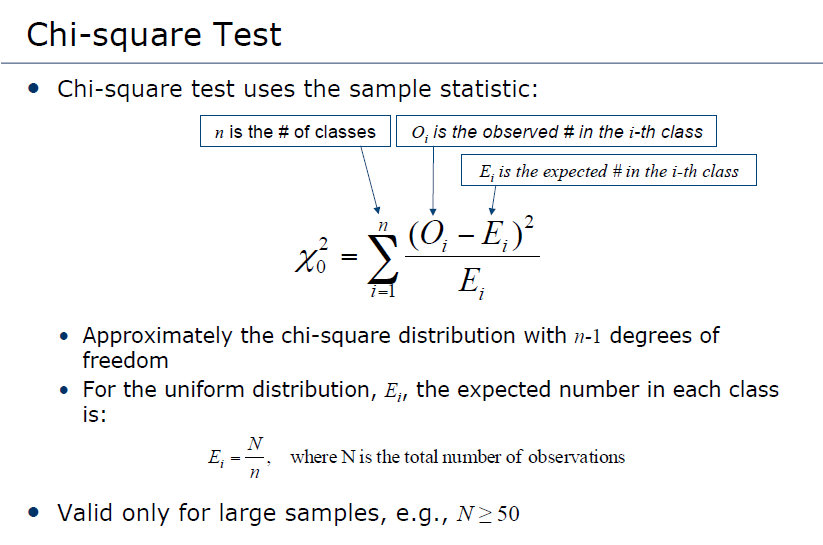 Chi-square Test
• Chi-square test uses the sample statistic:
n is the # of classes
O_i is the observed # in the i-th class
E_i is the expected # in the i-th class
χ_0^2 = \sum_{i=1}^{n} \frac{(O_i − E_i)^2}{E_i}
• Approximately the chi-square distribution with n-1 degrees of
freedom
• For the uniform distribution, E_i, the expected number in each class
is:
E_i = \frac{N}{n}, where N is the total number of observations
• Valid only for large samples, e.g., N ≥ 50